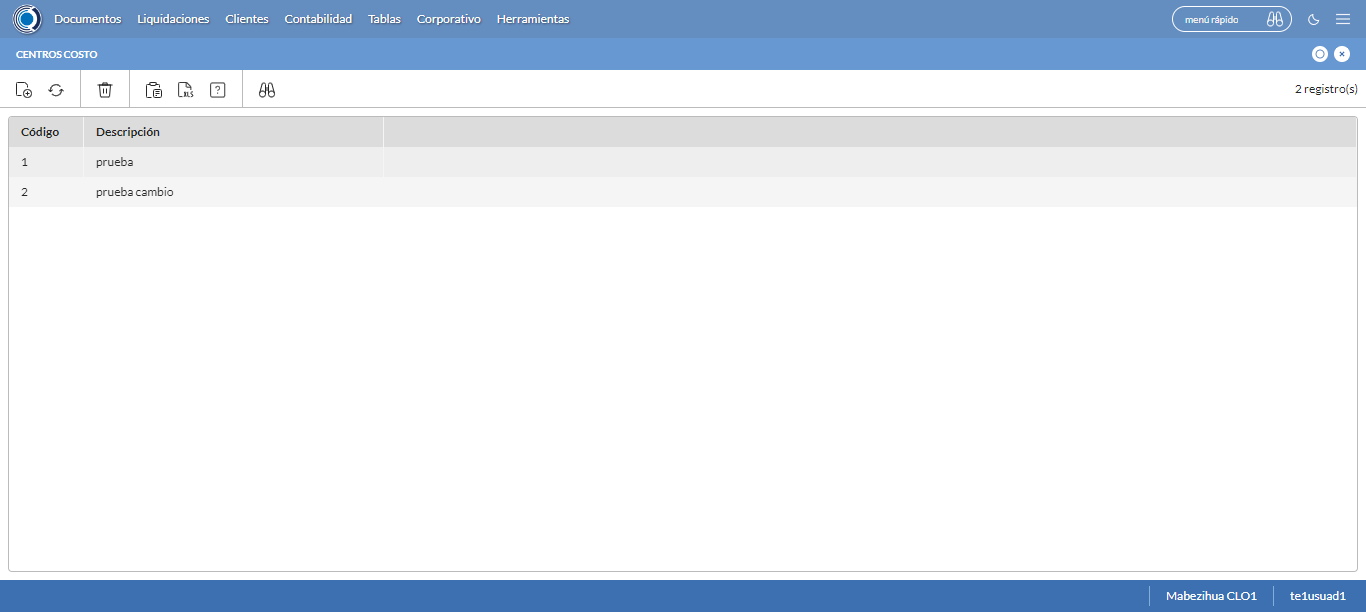 Documentos Liquidaciones Clientes Contabilidad Tablas Corporativo Herramientas menú rápido
CENTROS COSTO
XLS ? 2 registro(s)
Código Descripción
1 prueba
2 prueba cambio
Mabezihua CLO1 te1usuad1